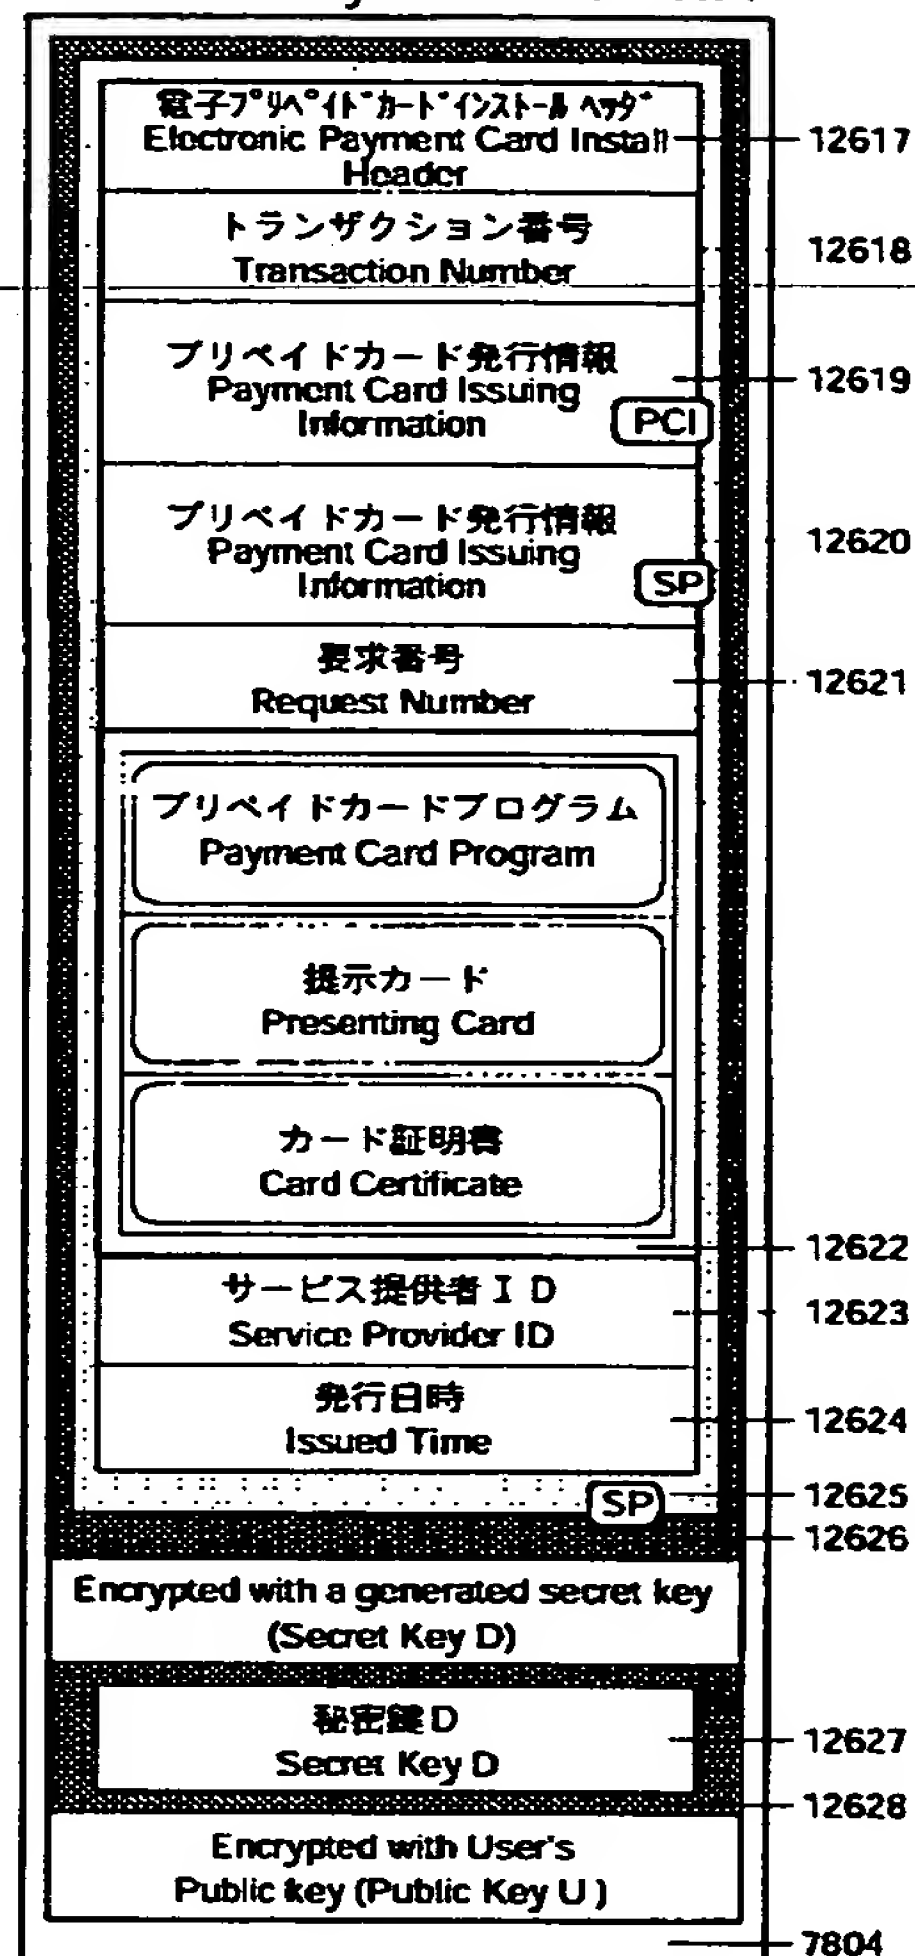 電子プリペイドカードインストールヘッダ
Electronic Payment Card Install
Header
12617
トランザクション番号
Transaction Number
12618
プリペイドカード発行情報
Payment Card Issuing
Information
12619
PCI
プリペイドカード発行情報
Payment Card Issuing
Information
12620
SP
要求番号
Request Number
12621
プリペイドカードプログラム
Payment Card Program
提示カード
Presenting Card
カード証明書
Card Certificate
12622
サービス提供者ID
Service Provider ID
12623
発行日時
Issued Time
12624
SP
12625
12626
Encrypted with a generated secret key
(Secret Key D)
秘密鍵D
Secret Key D
12627
12628
Encrypted with User's
Public key (Public Key U )
7804